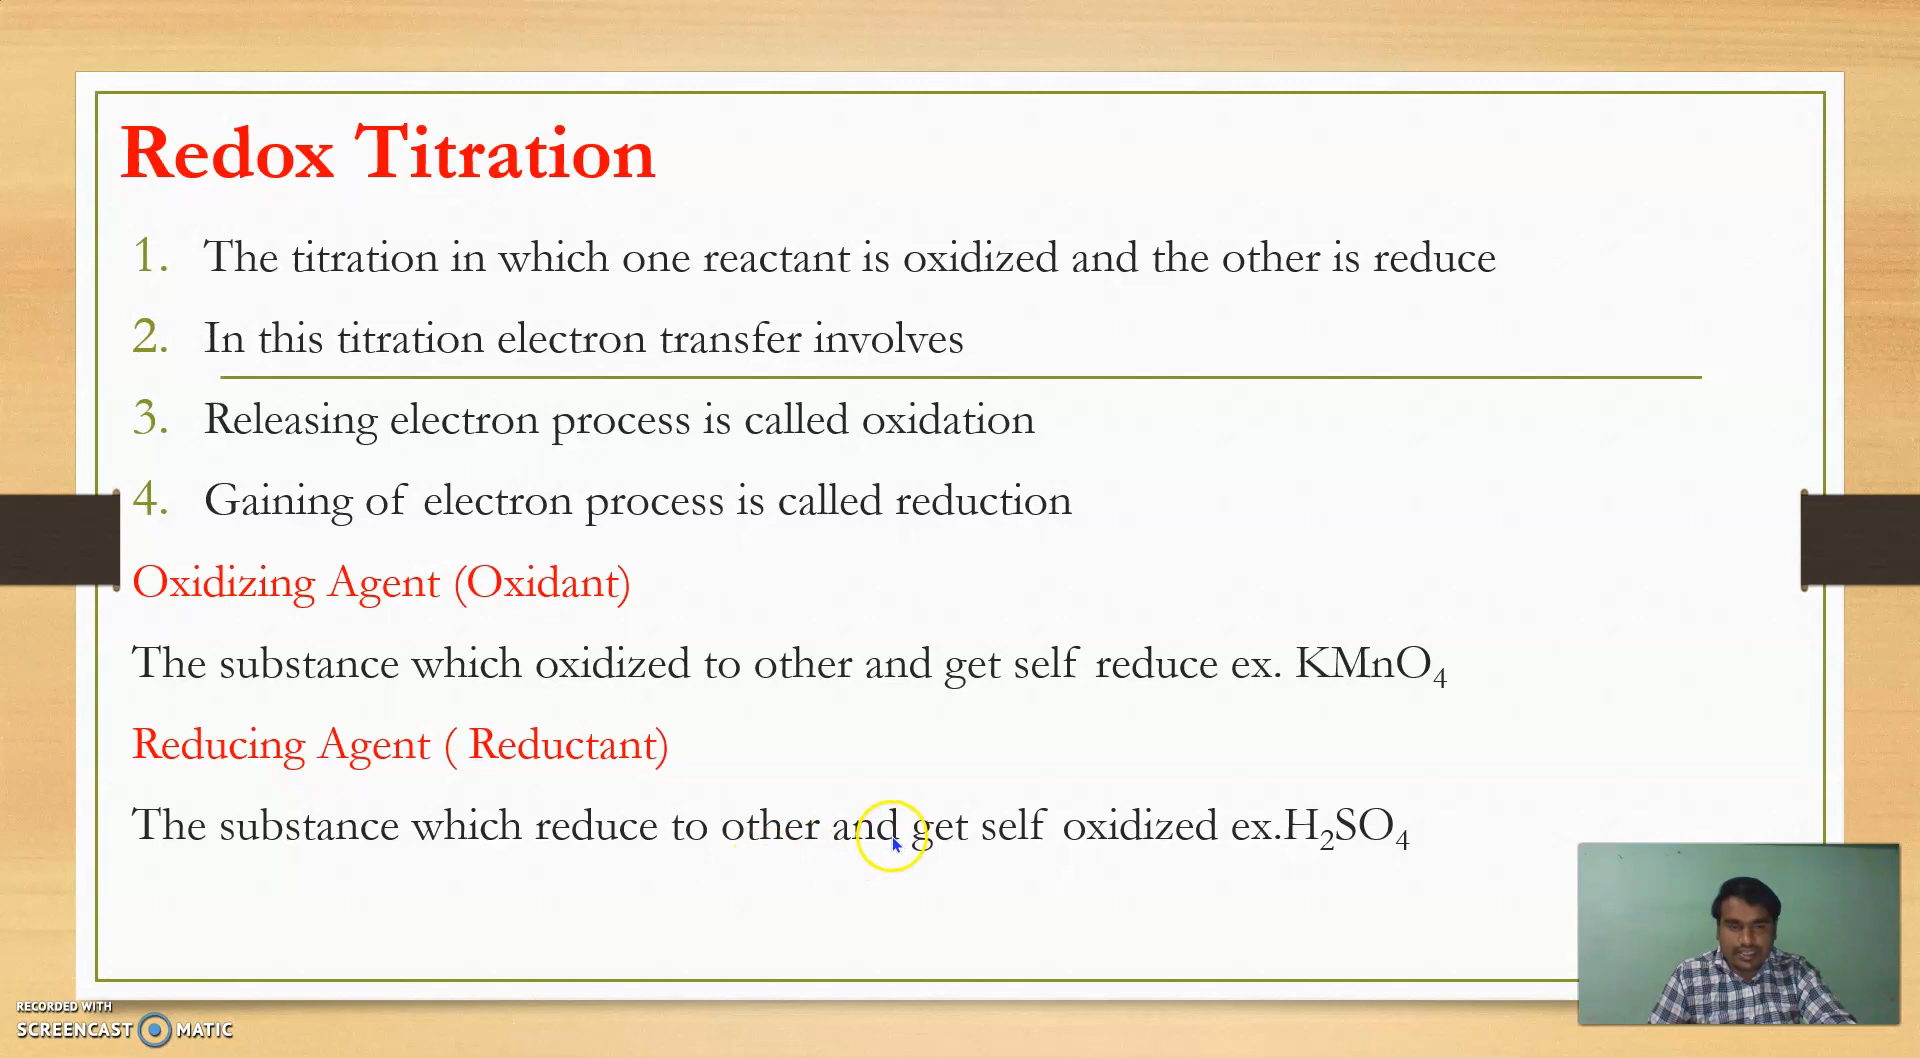 Redox Titration
1. The titration in which one reactant is oxidized and the other is reduce
2. In this titration electron transfer involves
3. Releasing electron process is called oxidation
4. Gaining of electron process is called reduction
Oxidizing Agent (Oxidant)
The substance which oxidized to other and get self reduce ex. KMnO₄
Reducing Agent ( Reductant)
The substance which reduce to other and get self oxidized ex.H₂SO₄
RECORDED WITH
SCREENCAST MATIC